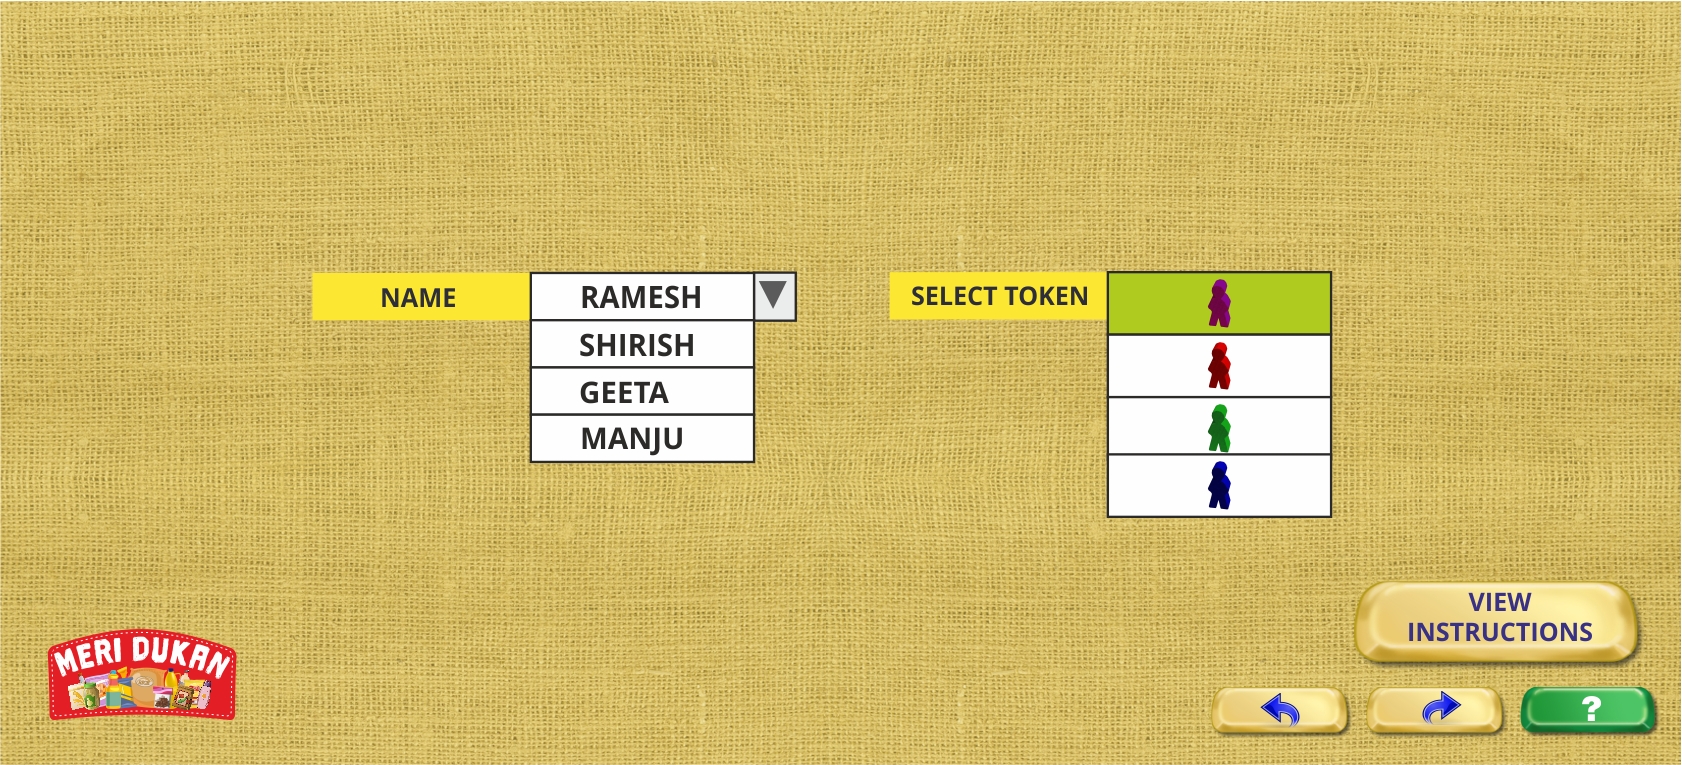 NAME
RAMESH
SHIRISH
GEETA
MANJU
SELECT TOKEN
VIEW
INSTRUCTIONS
MERI DUKAN
?